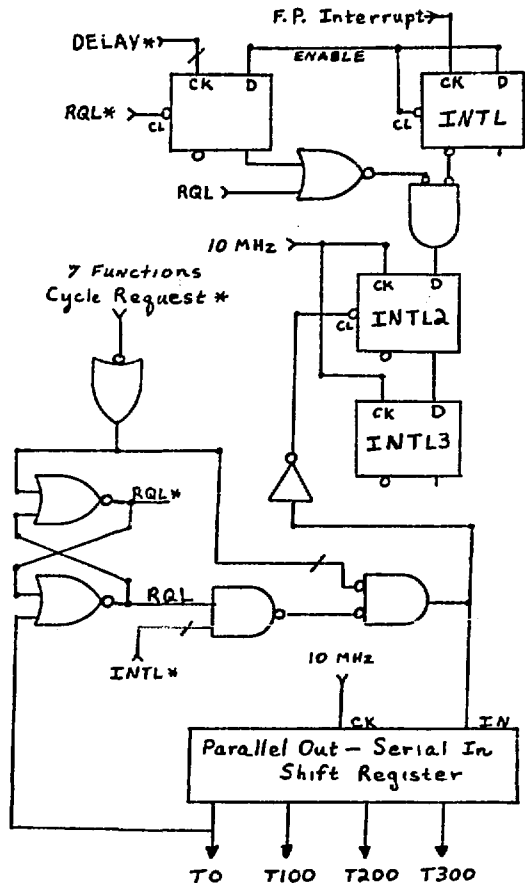 F.P. Interrupt
DELAY*
ENABLE
CK D
CK D
RQL*
CL
CL
INTL
RQL
10 MHz
7 Functions
Cycle Request*
CK D
CL
INTL2
CK D
INTL3
RQL*
RQL
INTL*
10 MHz
CK
IN
Parallel Out - Serial In
Shift Register
T0 T100 T200 T300